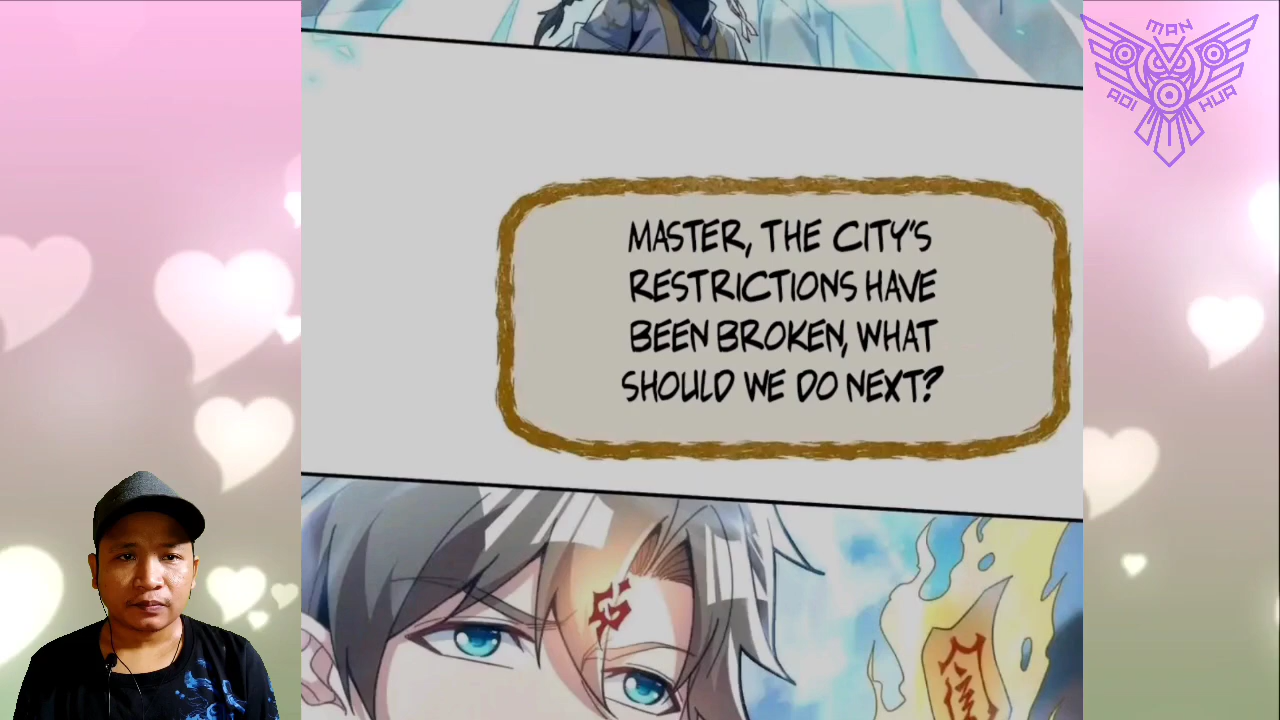 MAN
AOI HUA
MASTER, THE CITY'S
RESTRICTIONS HAVE
BEEN BROKEN, WHAT
SHOULD WE DO NEXT?